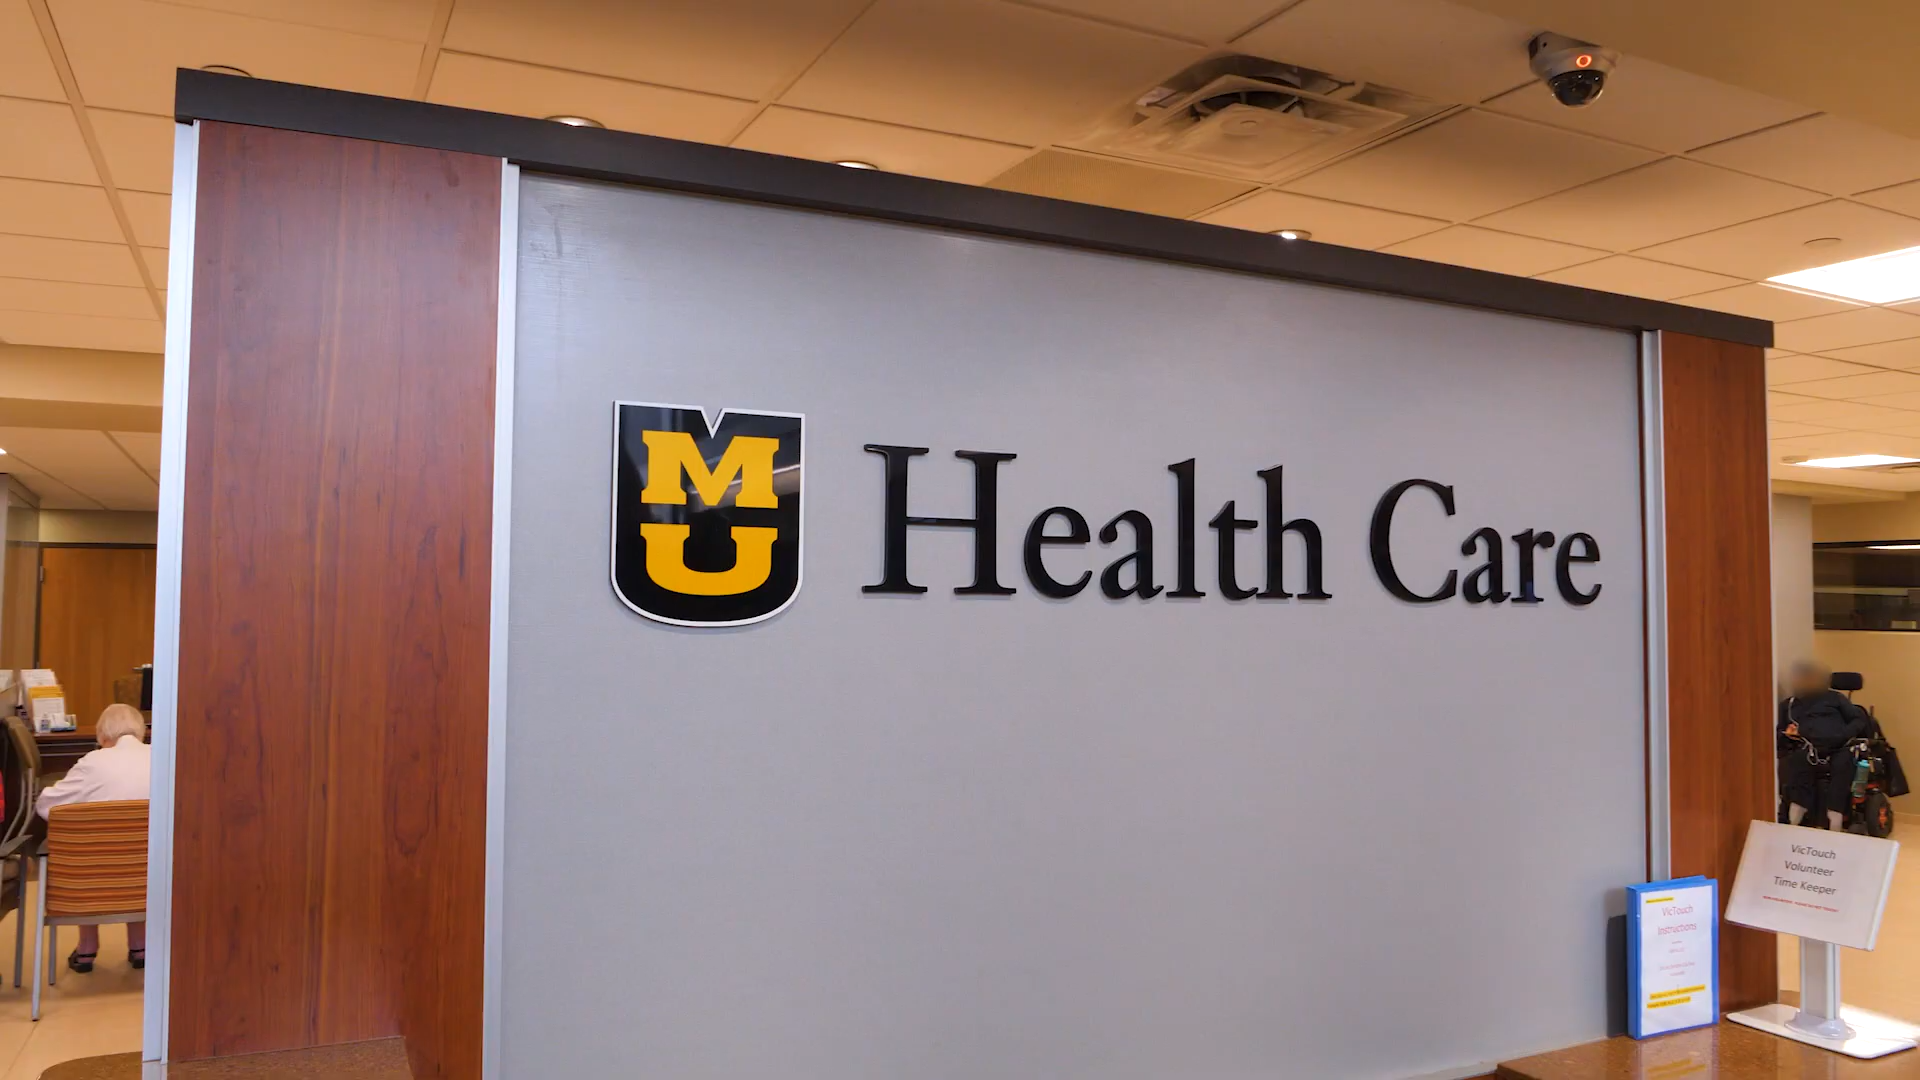 MU
Health Care
VicTouch
Volunteer
Time Keeper
VicTouch
Instructions